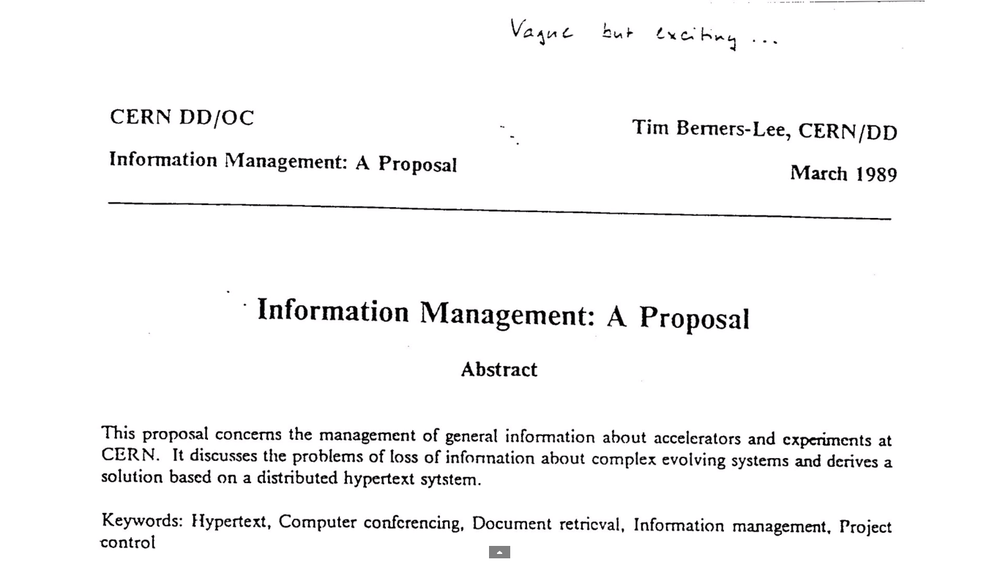 Vague but exciting ...
CERN DD/OC
Tim Berners-Lee, CERN/DD
Information Management: A Proposal
March 1989
Information Management: A Proposal
Abstract
This proposal concerns the management of general information about accelerators and experiments at
CERN. It discusses the problems of loss of information about complex evolving systems and derives a
solution based on a distributed hypertext sytstem.
Keywords: Hypertext, Computer conferencing, Document retrieval, Information management, Project
control